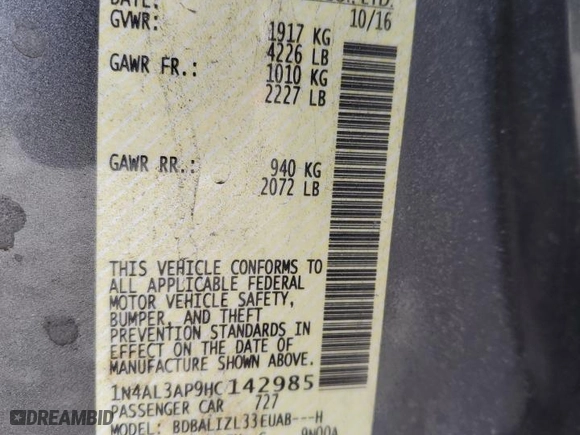 DATE:
10/16
GVWR: 1917 KG
4226 LB
GAWR FR.: 1010 KG
2227 LB
GAWR RR.: 940 KG
2072 LB
THIS VEHICLE CONFORMS TO
ALL APPLICABLE FEDERAL
MOTOR VEHICLE SAFETY,
BUMPER, AND THEFT
PREVENTION STANDARDS IN
EFFECT ON THE DATE OF
MANUFACTURE SHOWN ABOVE.
1N4AL3AP9HC142985
PASSENGER CAR 727
MODEL: BDBALIZL33EUAB---H
DREAMBID